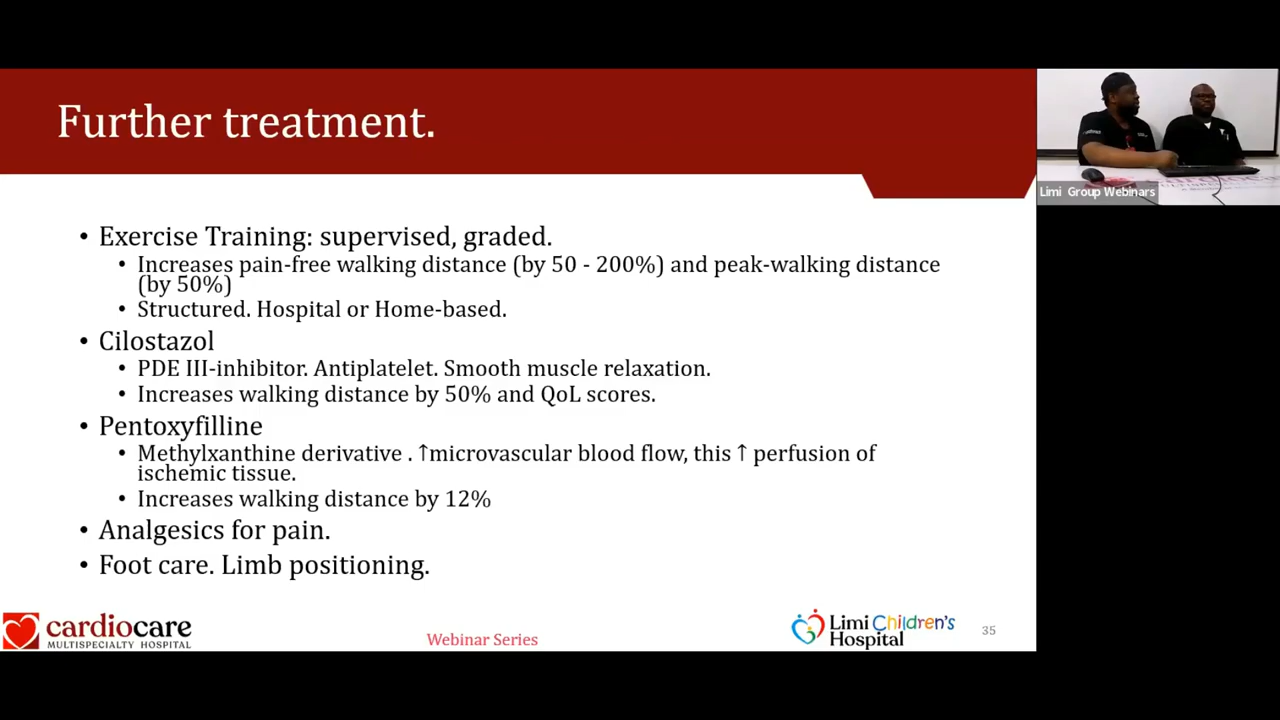 Further treatment.
• Exercise Training: supervised, graded.
• Increases pain-free walking distance (by 50 - 200%) and peak-walking distance
(by 50%)
• Structured. Hospital or Home-based.
• Cilostazol
• PDE III-inhibitor. Antiplatelet. Smooth muscle relaxation.
• Increases walking distance by 50% and QoL scores.
• Pentoxyfilline
• Methylxanthine derivative . ↑microvascular blood flow, this ↑ perfusion of
ischemic tissue.
• Increases walking distance by 12%
• Analgesics for pain.
• Foot care. Limb positioning.
cardiocare
MULTISPECIALTY HOSPITAL
Webinar Series
Limi Children's
Hospital
35
Limi Group Webinars